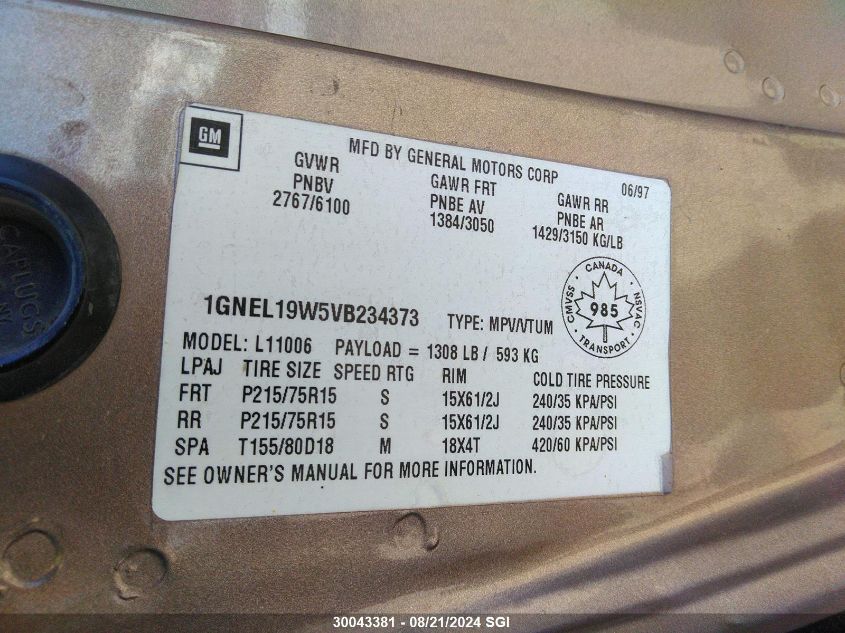 GM
MFD BY GENERAL MOTORS CORP 06/97
GVWR GAWR FRT GAWR RR
PNBV PNBE AV PNBE AR
2767/6100 1384/3050 1429/3150 KG/LB
CANADA
CMVSS 985 NSVAC
TRANSPORT
1GNEL19W5VB234373 TYPE: MPV/VTUM
MODEL: L11006 PAYLOAD = 1308 LB / 593 KG
LPAJ TIRE SIZE SPEED RTG RIM COLD TIRE PRESSURE
FRT P215/75R15 S 15X61/2J 240/35 KPA/PSI
RR P215/75R15 S 15X61/2J 240/35 KPA/PSI
SPA T155/80D18 M 18X4T 420/60 KPA/PSI
SEE OWNER'S MANUAL FOR MORE INFORMATION.
CAPLUGS
30043381 - 08/21/2024 SGI